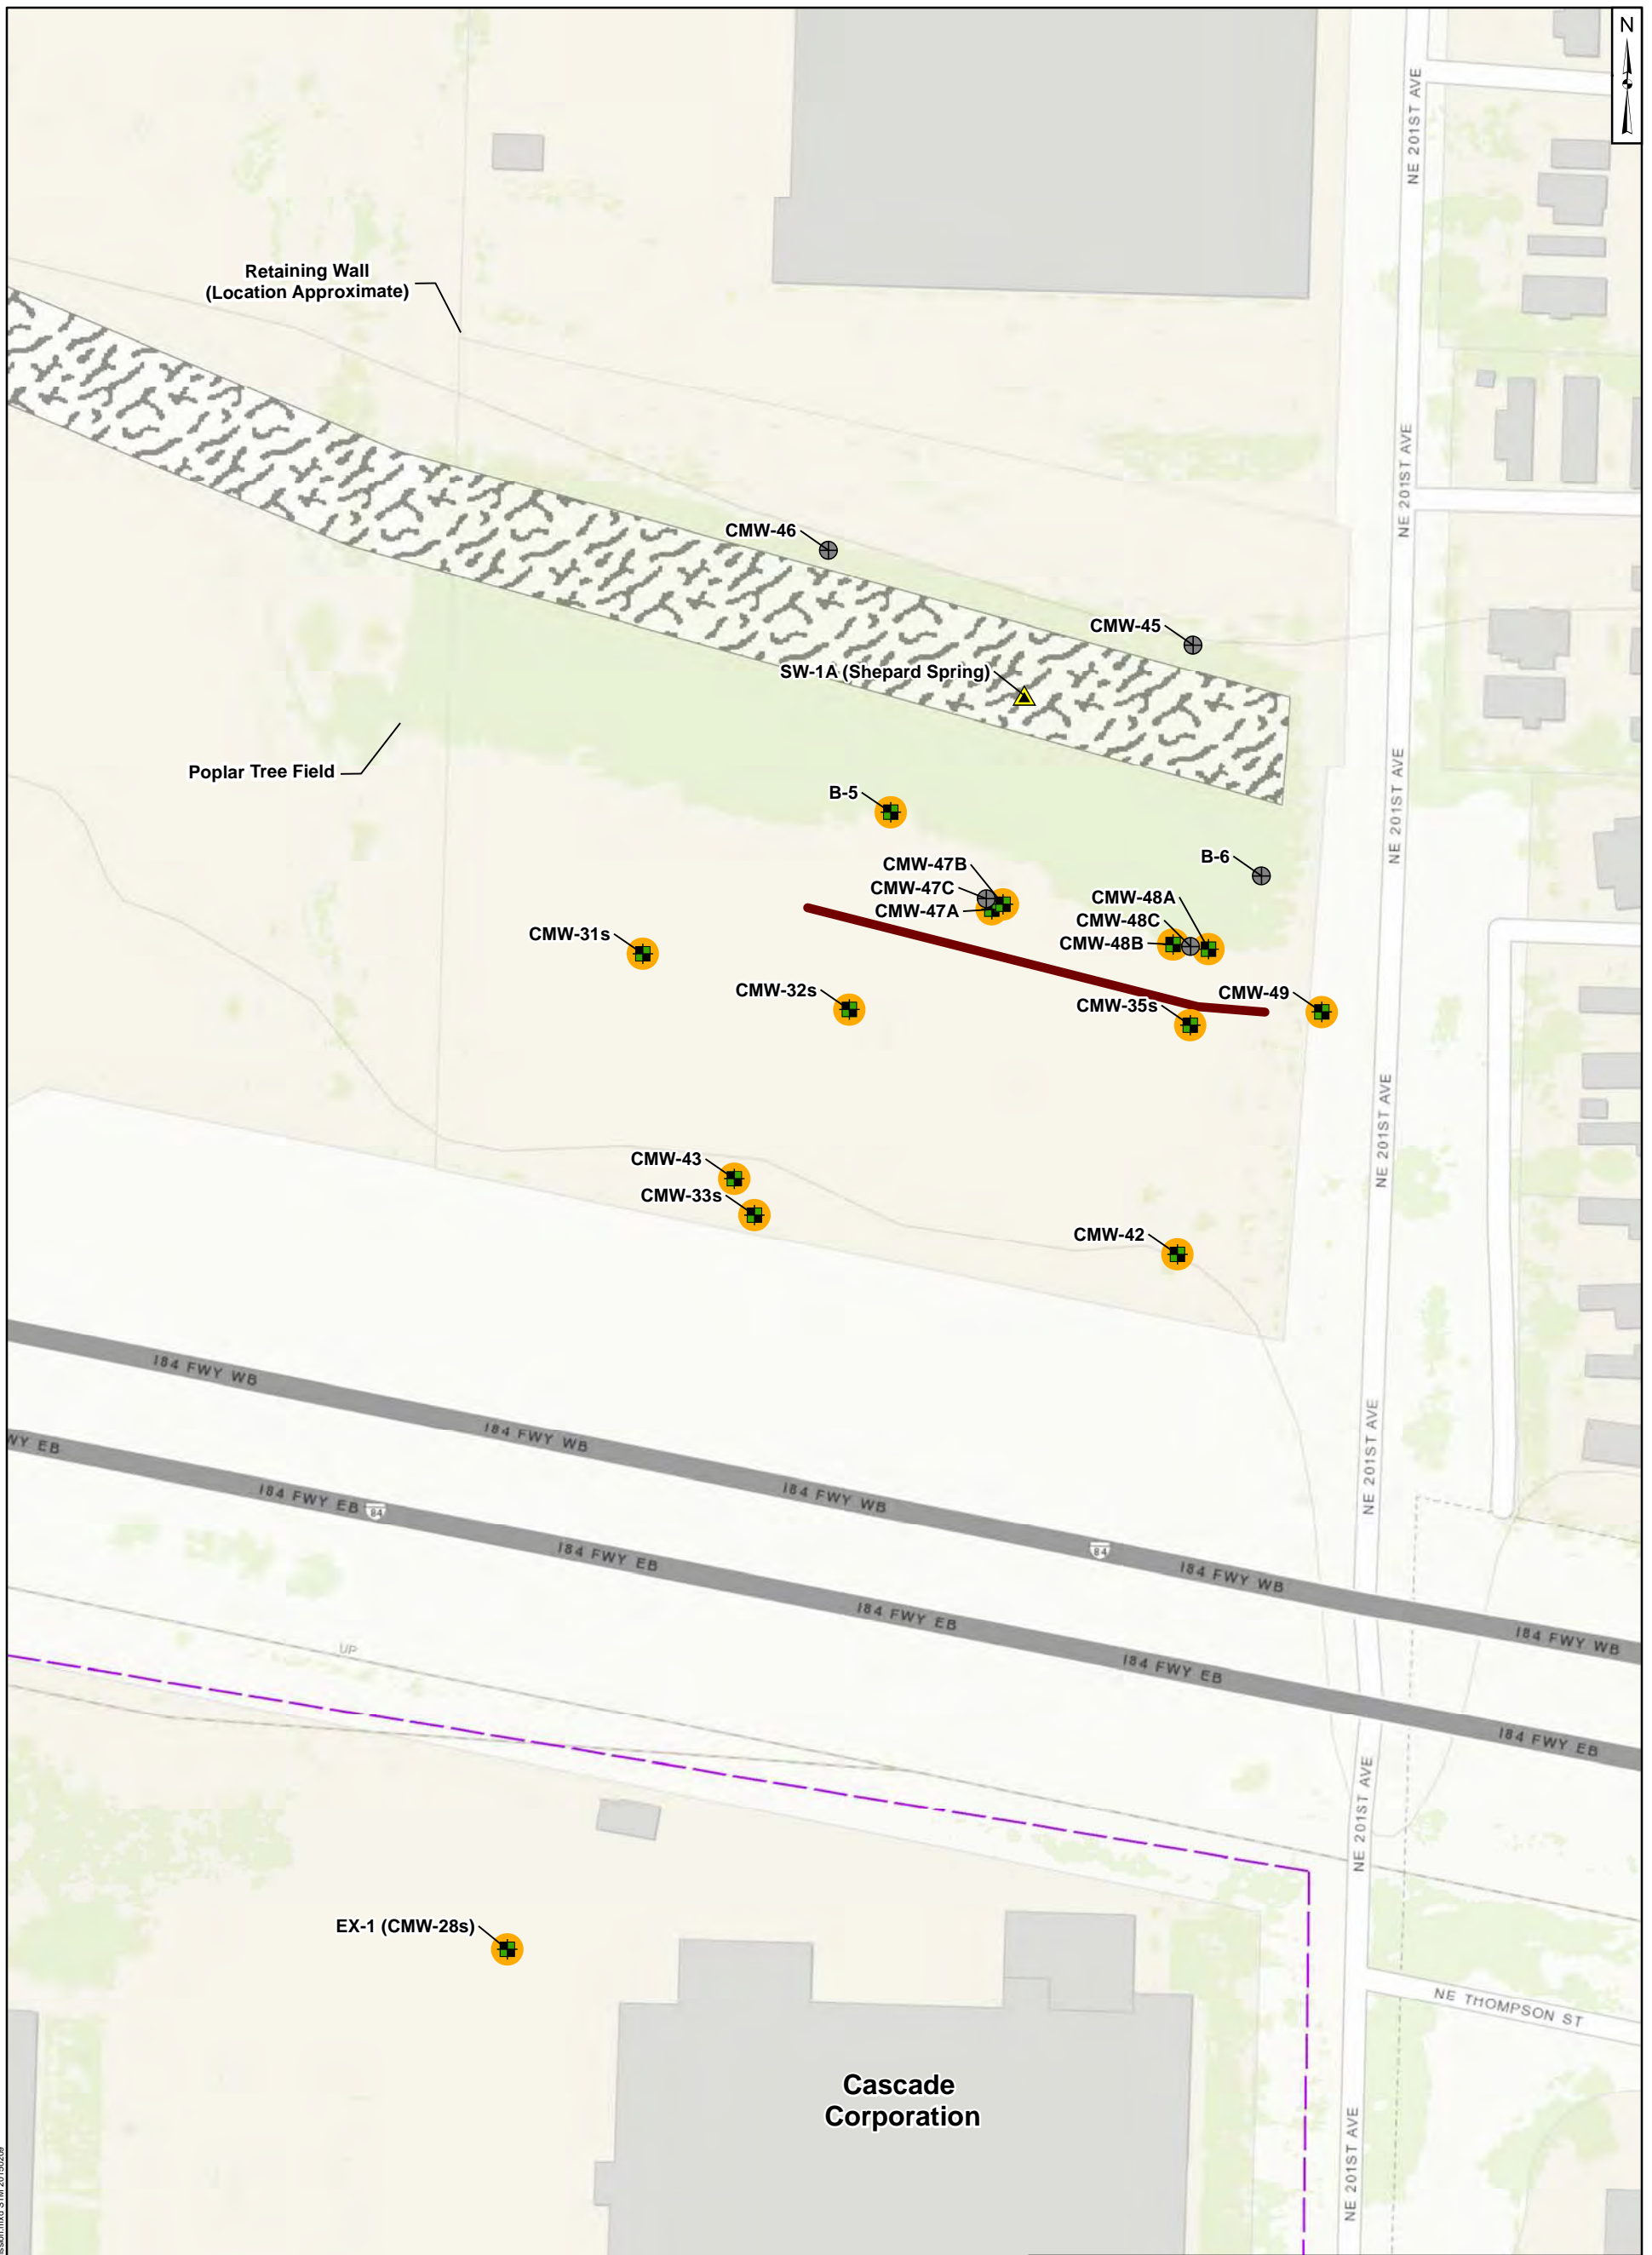 N
NE 201ST AVE
Retaining Wall
(Location Approximate)
NE 201ST AVE
CMW-46
CMW-45
SW-1A (Shepard Spring)
Poplar Tree Field
NE 201ST AVE
B-5
B-6
CMW-47B
CMW-47C
CMW-47A
CMW-48A
CMW-48C
CMW-48B
CMW-31s
CMW-32s
CMW-49
CMW-35s
NE 201ST AVE
CMW-43
CMW-33s
CMW-42
I84 FWY WB
NE 201ST AVE
I84 FWY WB
WY EB
I84 FWY EB
84
I84 FWY WB
I84 FWY EB
84
I84 FWY WB
I84 FWY EB
I84 FWY WB
UP
I84 FWY EB
I84 FWY EB
NE 201ST AVE
EX-1 (CMW-28s)
NE THOMPSON ST
Cascade
Corporation
NE 201ST AVE